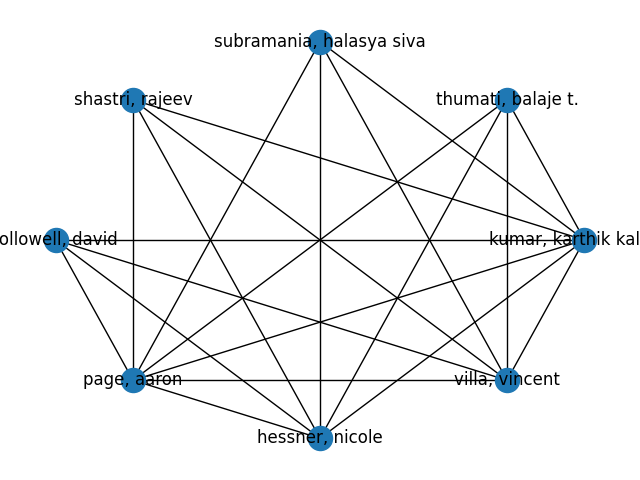 subramania, halasya siva
shastri, rajeev
thumati, balaje t.
ollowell, david
kumar, karthik kal
page, aaron
villa, vincent
hessner, nicole